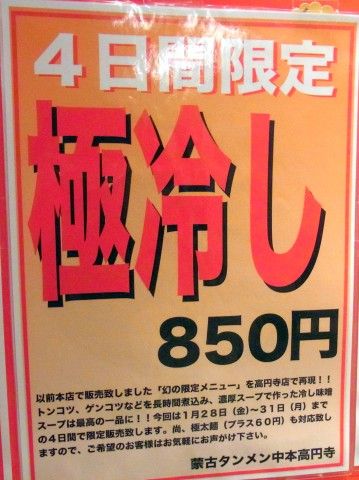 4日間限定
極冷し
850円
以前本店で販売致しました「幻の限定メニュー」を高円寺店で再現!!
トンコツ、ゲンコツなどを長時間煮込み、濃厚スープで作った冷し味噌
スープは最高の一品に!!今回は1月28日(金)~31日(月)まで
の4日間で限定販売致します。尚、極太麺(プラス60円)も対応致し
ますので、ご希望のお客様はお気軽にお声がけ下さい。
蒙古タンメン中本高円寺